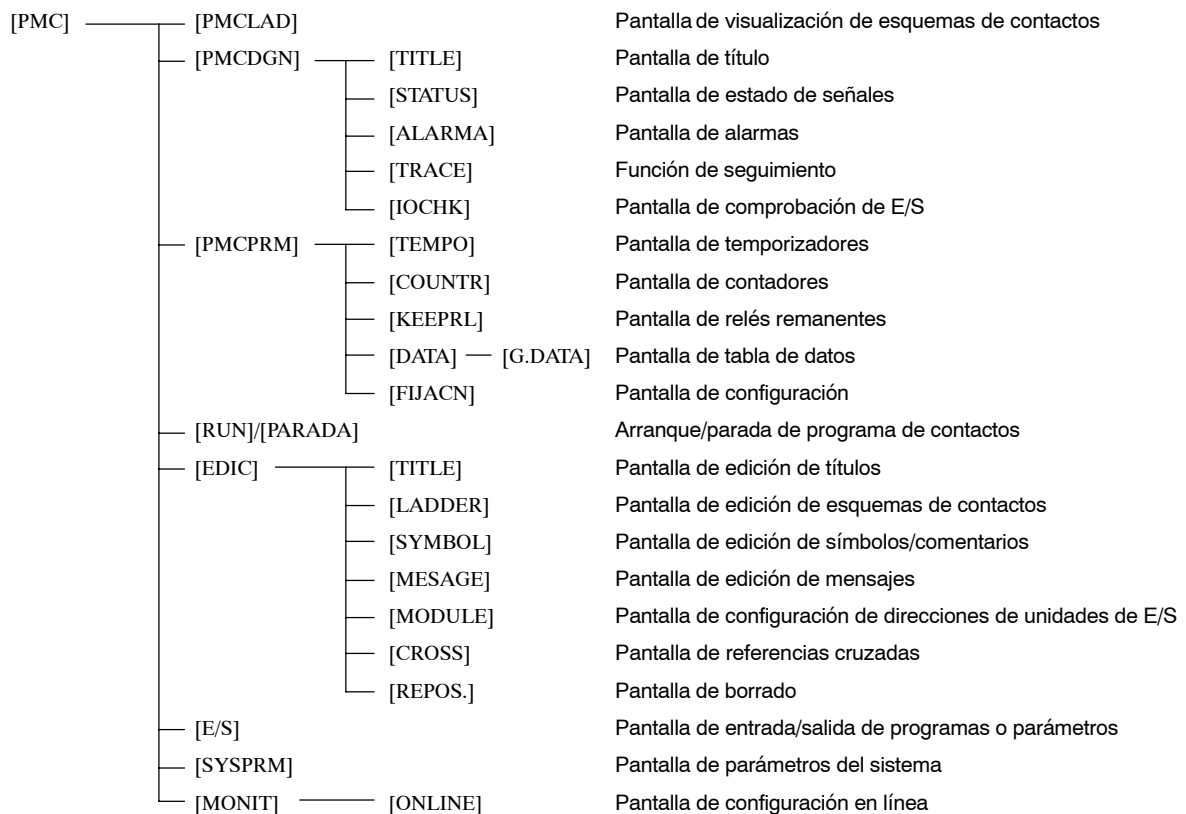 [PMC] [PMCLAD] Pantalla de visualización de esquemas de contactos
[PMCDGN] [TITLE] Pantalla de título
[STATUS] Pantalla de estado de señales
[ALARMA] Pantalla de alarmas
[TRACE] Función de seguimiento
[IOCHK] Pantalla de comprobación de E/S
[PMCPRM] [TEMPO] Pantalla de temporizadores
[COUNTR] Pantalla de contadores
[KEEPRL] Pantalla de relés remanentes
[DATA] [G.DATA] Pantalla de tabla de datos
[FIJACN] Pantalla de configuración
[RUN]/[PARADA] Arranque/parada de programa de contactos
[EDIC] [TITLE] Pantalla de edición de títulos
[LADDER] Pantalla de edición de esquemas de contactos
[SYMBOL] Pantalla de edición de símbolos/comentarios
[MESAGE] Pantalla de edición de mensajes
[MODULE] Pantalla de configuración de direcciones de unidades de E/S
[CROSS] Pantalla de referencias cruzadas
[REPOS.] Pantalla de borrado
[E/S] Pantalla de entrada/salida de programas o parámetros
[SYSPRM] Pantalla de parámetros del sistema
[MONIT] [ONLINE] Pantalla de configuración en línea